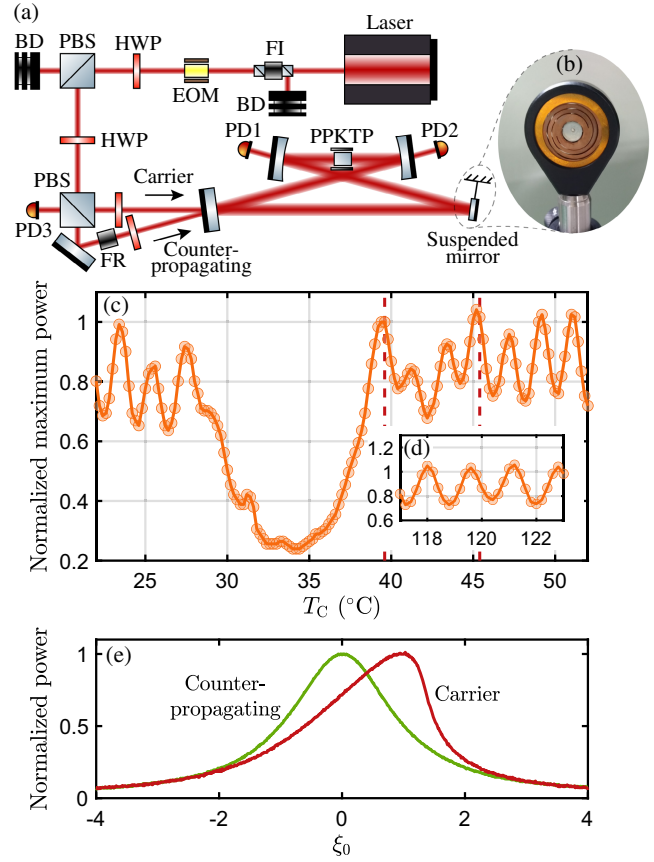 (a)
BD PBS HWP EOM FI Laser
BD
(b)
HWP
PD1 PPKTP PD2
PBS Carrier
PD3
FR Counter-
propagating
Suspended
mirror
(c)
Normalized maximum power
1
0.8
0.6
0.4
0.2
(d)
1.2
1
0.8
0.6
118 120 122
25 30 35 40 45 50
T_C (°C)
(e)
Normalized power
1
0.5
0
Counter-
propagating
Carrier
-4 -2 0 2 4
ξ₀